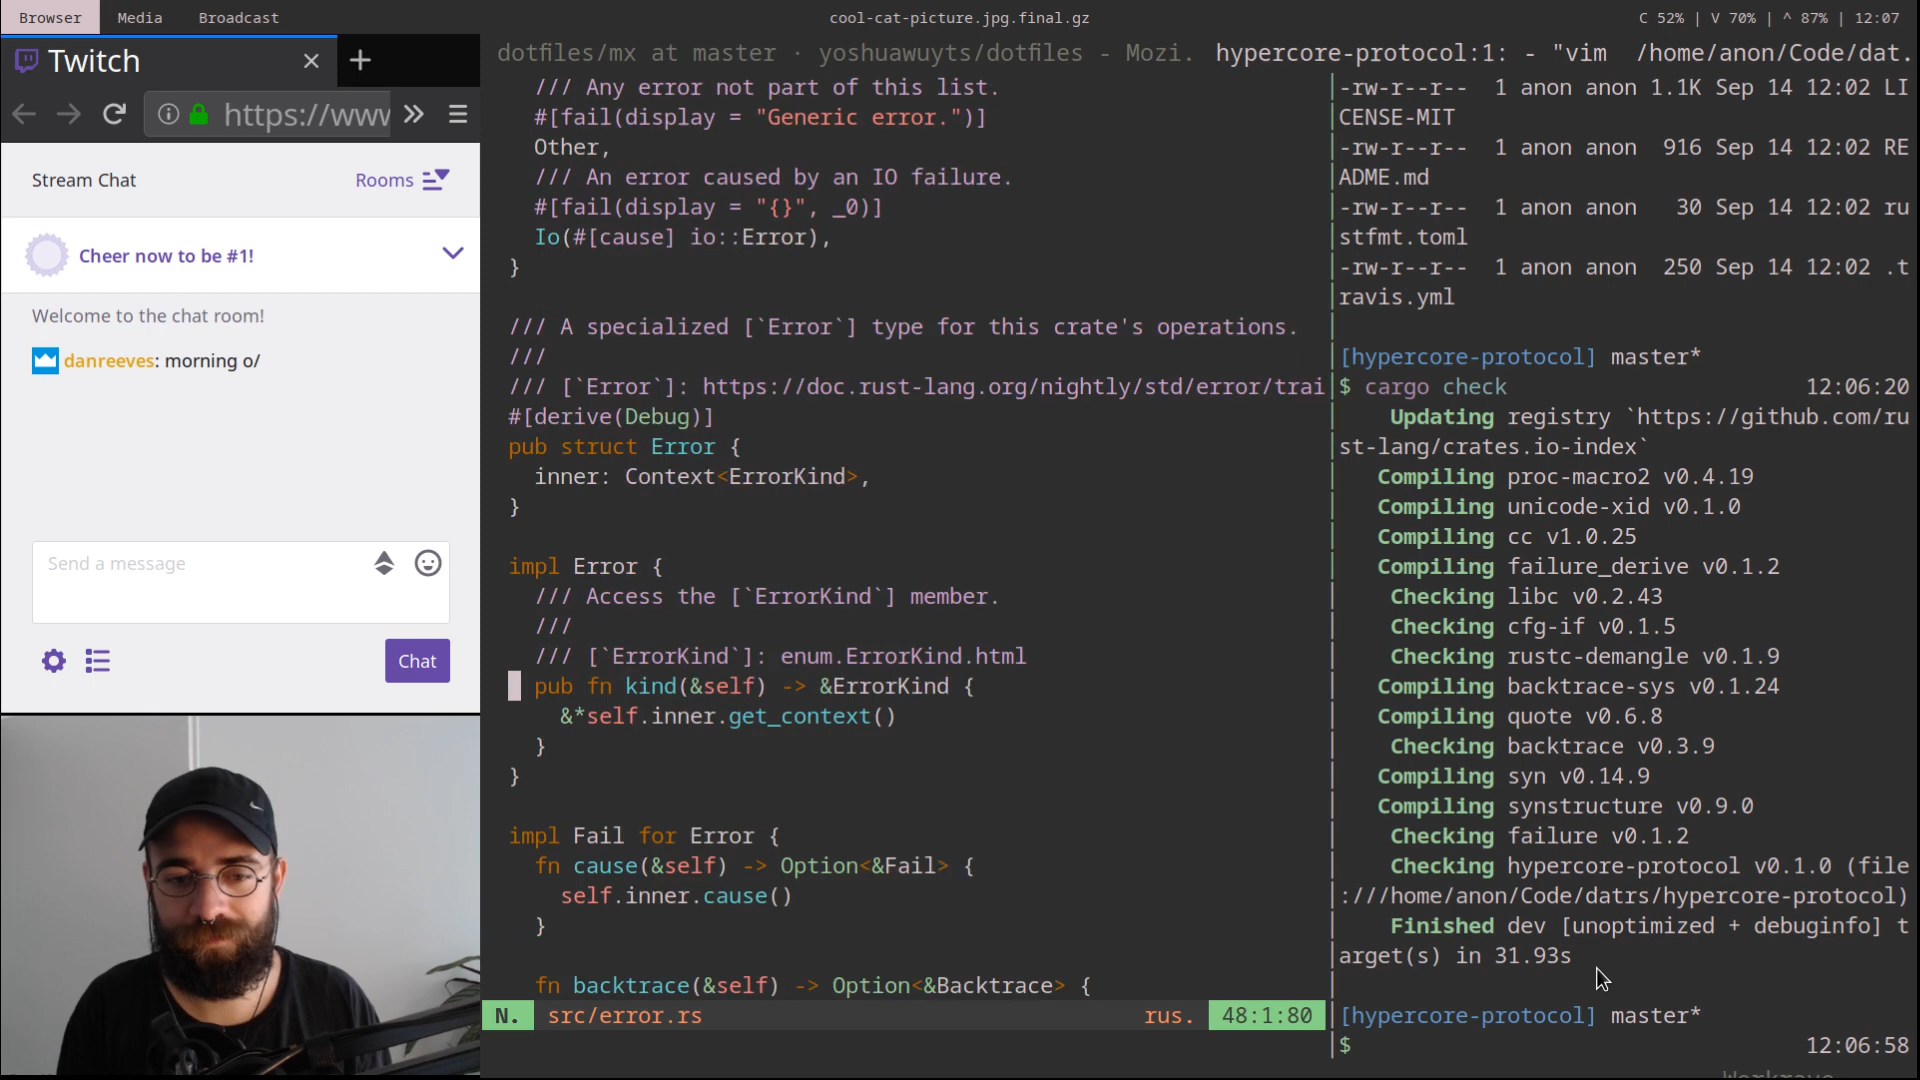 Browser Media Broadcast
cool-cat-picture.jpg.final.gz
C 52% | V 70% | ^ 87% | 12:07
Twitch
https://www
Stream Chat
Rooms
Cheer now to be #1!
Welcome to the chat room!
danreeves: morning o/
Send a message
Chat
dotfiles/mx at master · yoshuawuyts/dotfiles - Mozi. hypercore-protocol:1: - "vim  /home/anon/Code/dat.
/// Any error not part of this list.
#[fail(display = "Generic error.")]
Other,
/// An error caused by an IO failure.
#[fail(display = "{}", _0)]
Io(#[cause] io::Error),
}
/// A specialized [`Error`] type for this crate's operations.
///
/// [`Error`]: https://doc.rust-lang.org/nightly/std/error/trai
#[derive(Debug)]
pub struct Error {
inner: Context<ErrorKind>,
}
impl Error {
/// Access the [`ErrorKind`] member.
///
/// [`ErrorKind`]: enum.ErrorKind.html
pub fn kind(&self) -> &ErrorKind {
&*self.inner.get_context()
}
}
impl Fail for Error {
fn cause(&self) -> Option<&Fail> {
self.inner.cause()
}
fn backtrace(&self) -> Option<&Backtrace> {
N. src/error.rs rus. 48:1:80
-rw-r--r--  1 anon anon 1.1K Sep 14 12:02 LI
CENSE-MIT
-rw-r--r--  1 anon anon  916 Sep 14 12:02 RE
ADME.md
-rw-r--r--  1 anon anon   30 Sep 14 12:02 ru
stfmt.toml
-rw-r--r--  1 anon anon  250 Sep 14 12:02 .t
ravis.yml
[hypercore-protocol] master*
$ cargo check 12:06:20
Updating registry `https://github.com/ru
st-lang/crates.io-index`
Compiling proc-macro2 v0.4.19
Compiling unicode-xid v0.1.0
Compiling cc v1.0.25
Compiling failure_derive v0.1.2
Checking libc v0.2.43
Checking cfg-if v0.1.5
Checking rustc-demangle v0.1.9
Compiling backtrace-sys v0.1.24
Compiling quote v0.6.8
Checking backtrace v0.3.9
Compiling syn v0.14.9
Compiling synstructure v0.9.0
Checking failure v0.1.2
Checking hypercore-protocol v0.1.0 (file
:///home/anon/Code/datrs/hypercore-protocol)
Finished dev [unoptimized + debuginfo] t
arget(s) in 31.93s
[hypercore-protocol] master*
$ 12:06:58